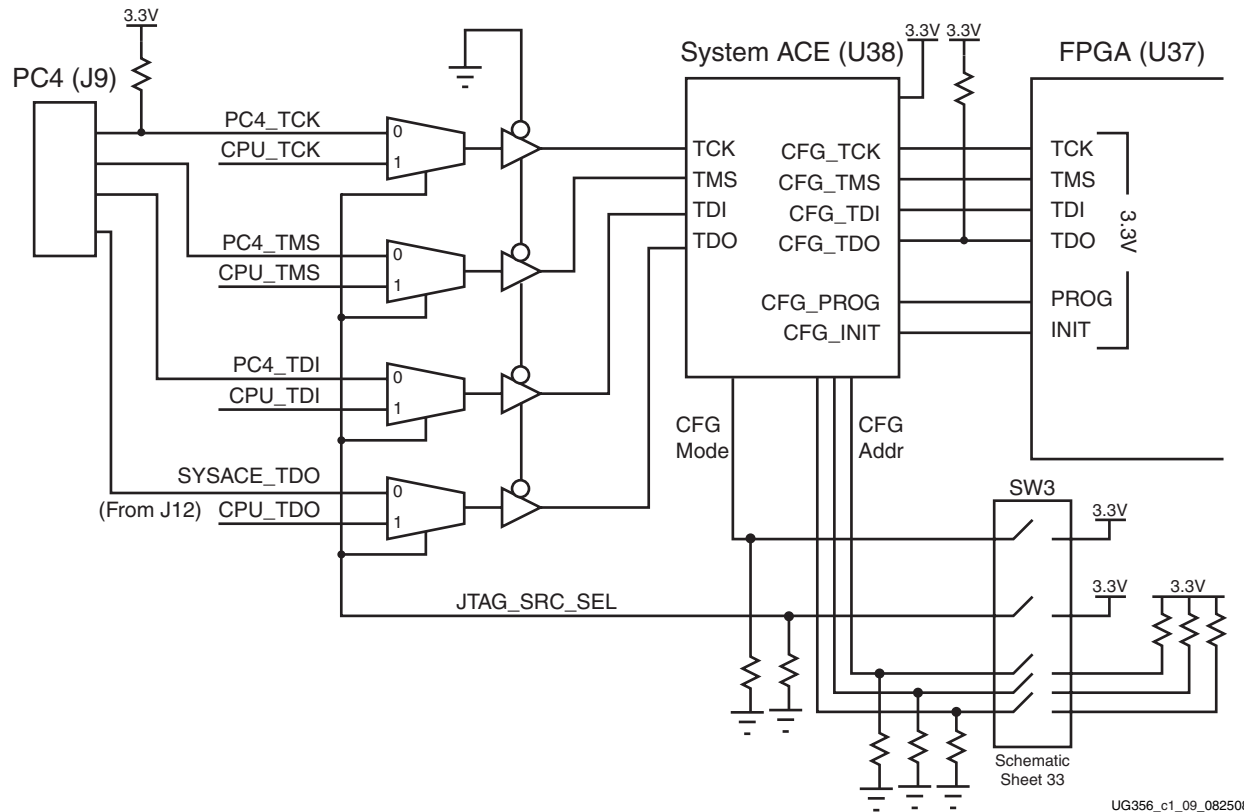 3.3V
PC4 (J9)
PC4_TCK
CPU_TCK
0
1
PC4_TMS
CPU_TMS
0
1
PC4_TDI
CPU_TDI
0
1
SYSACE_TDO
(From J12)
CPU_TDO
0
1
JTAG_SRC_SEL
System ACE (U38)
3.3V
3.3V
TCK
TMS
TDI
TDO
CFG_TCK
CFG_TMS
CFG_TDI
CFG_TDO
CFG_PROG
CFG_INIT
CFG
Mode
CFG
Addr
FPGA (U37)
TCK
TMS
TDI
TDO
3.3V
PROG
INIT
SW3
3.3V
3.3V
3.3V
Schematic
Sheet 33